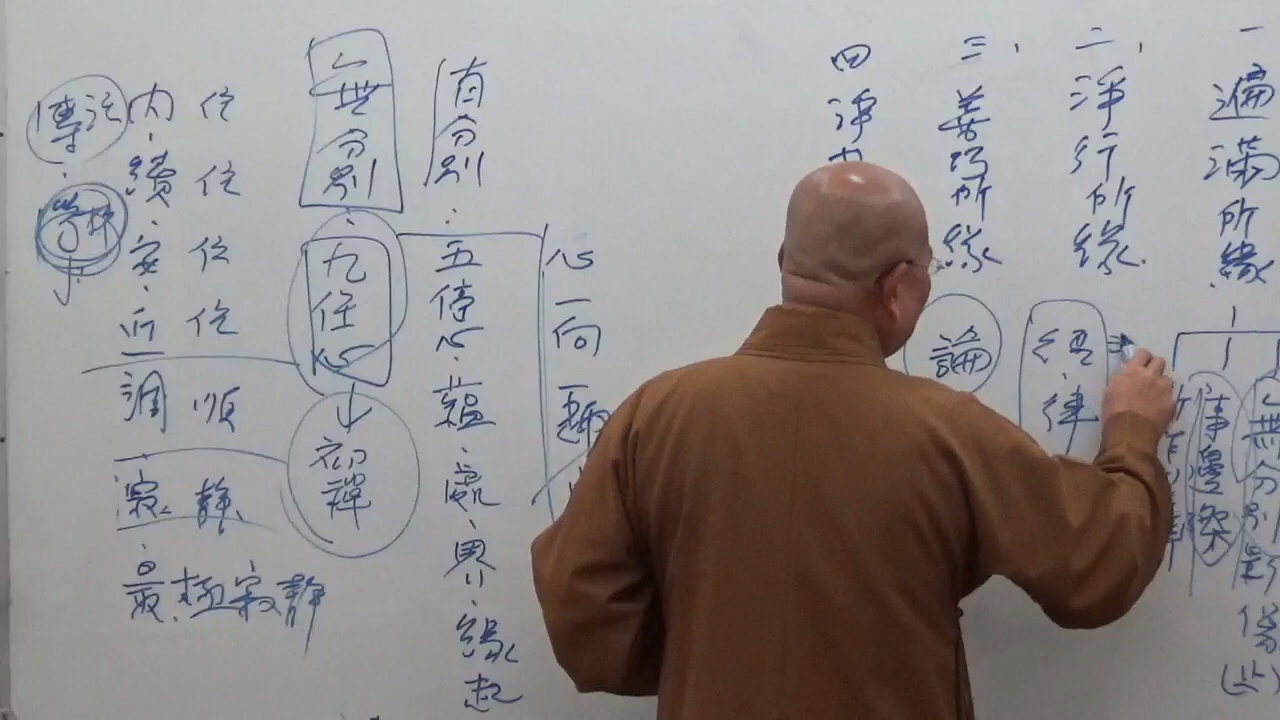 一遍滿所緣
無分別影像(止)
事邊際
二、淨行所緣
經.律
三、善巧所緣
論
四淨
心一向趣
有分別:五停心.蘊.處.界.緣起
無分別:九住心
初禪
內住
續住
安住
近住
調順
寂靜
最極寂靜
專注